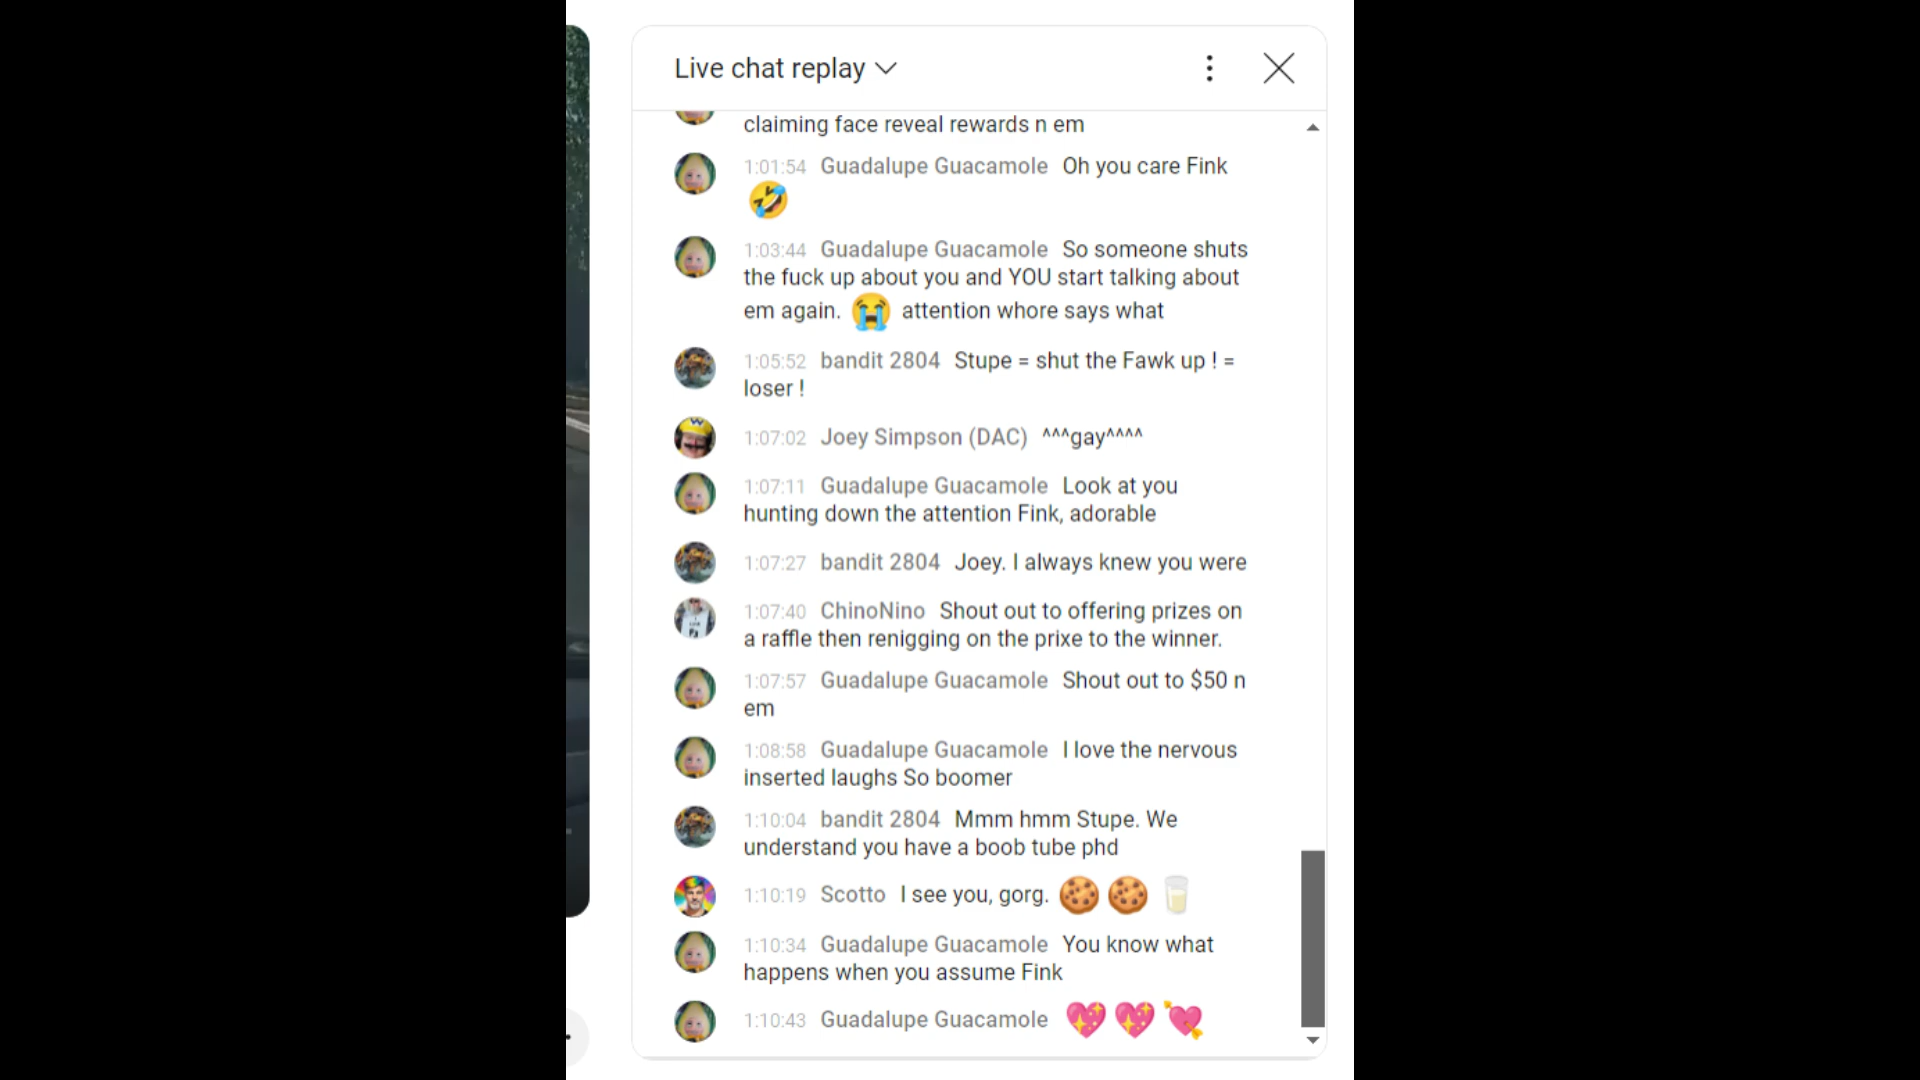 Live chat replay
claiming face reveal rewards n em
1:01:54 Guadalupe Guacamole Oh you care Fink
🤣
1:03:44 Guadalupe Guacamole So someone shuts
the fuck up about you and YOU start talking about
em again. 😭 attention whore says what
1:05:52 bandit 2804 Stupe = shut the Fawk up ! =
loser !
1:07:02 Joey Simpson (DAC) ^^^gay^^^^
1:07:11 Guadalupe Guacamole Look at you
hunting down the attention Fink, adorable
1:07:27 bandit 2804 Joey. I always knew you were
1:07:40 ChinoNino Shout out to offering prizes on
a raffle then renigging on the prixe to the winner.
1:07:57 Guadalupe Guacamole Shout out to $50 n
em
1:08:58 Guadalupe Guacamole I love the nervous
inserted laughs So boomer
1:10:04 bandit 2804 Mmm hmm Stupe. We
understand you have a boob tube phd
1:10:19 Scotto I see you, gorg. 🍪 🍪 🥛
1:10:34 Guadalupe Guacamole You know what
happens when you assume Fink
1:10:43 Guadalupe Guacamole 💖 💖 💘